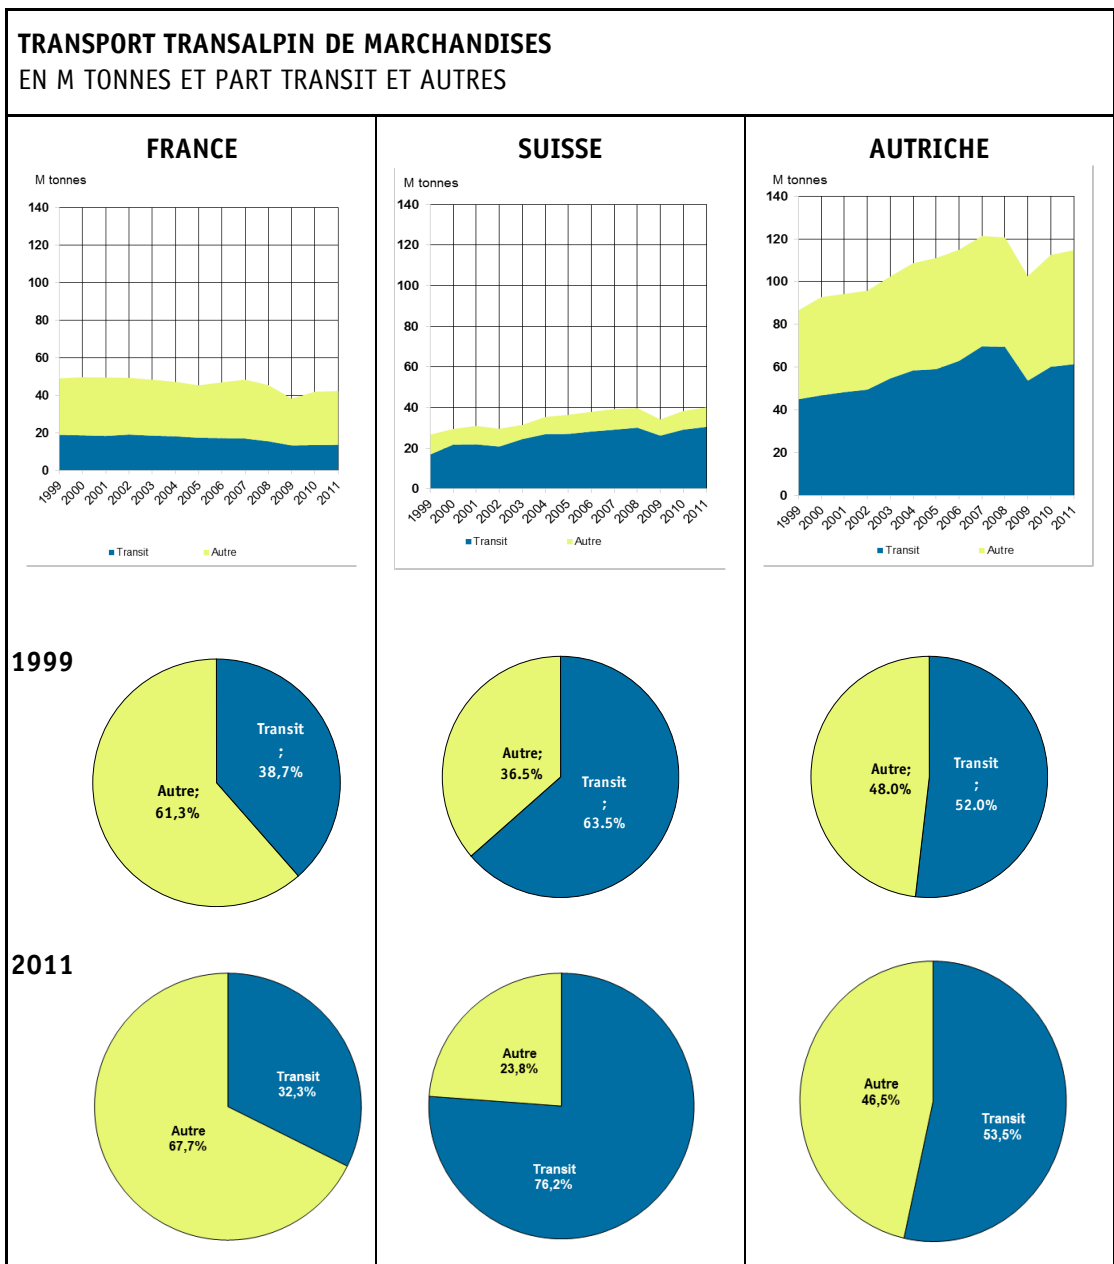 TRANSPORT TRANSALPIN DE MARCHANDISES
EN M TONNES ET PART TRANSIT ET AUTRES
FRANCE
M tonnes
140
120
100
80
60
40
20
0
1999 2000 2001 2002 2003 2004 2005 2006 2007 2008 2009 2010 2011
Transit Autre
SUISSE
M tonnes
140
120
100
80
60
40
20
0
1999 2000 2001 2002 2003 2004 2005 2006 2007 2008 2009 2010 2011
Transit Autre
AUTRICHE
M tonnes
140
120
100
80
60
40
20
0
1999 2000 2001 2002 2003 2004 2005 2006 2007 2008 2009 2010 2011
Transit Autre
1999
Transit
;
38,7%
Autre;
61,3%
Autre;
36.5%
Transit
;
63.5%
Autre;
48.0%
Transit
;
52.0%
2011
Transit
32,3%
Autre
67,7%
Autre
23,8%
Transit
76,2%
Autre
46,5%
Transit
53,5%